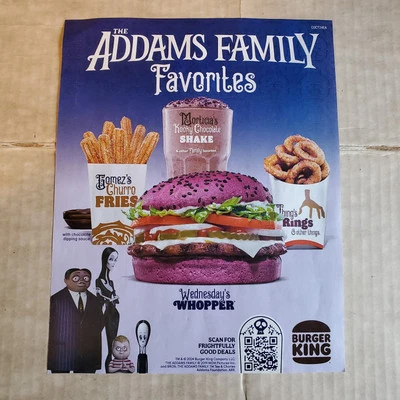 THE
ADDAMS FAMILY
Favorites
Morticia's
Kooky Chocolate
SHAKE
Gomez's
Churro
FRIES
Thing's
Rings
& other things
with chocolate
dipping sauce
Wednesday's
WHOPPER
SCAN FOR
FRIGHTFULLY
GOOD DEALS
BURGER
KING